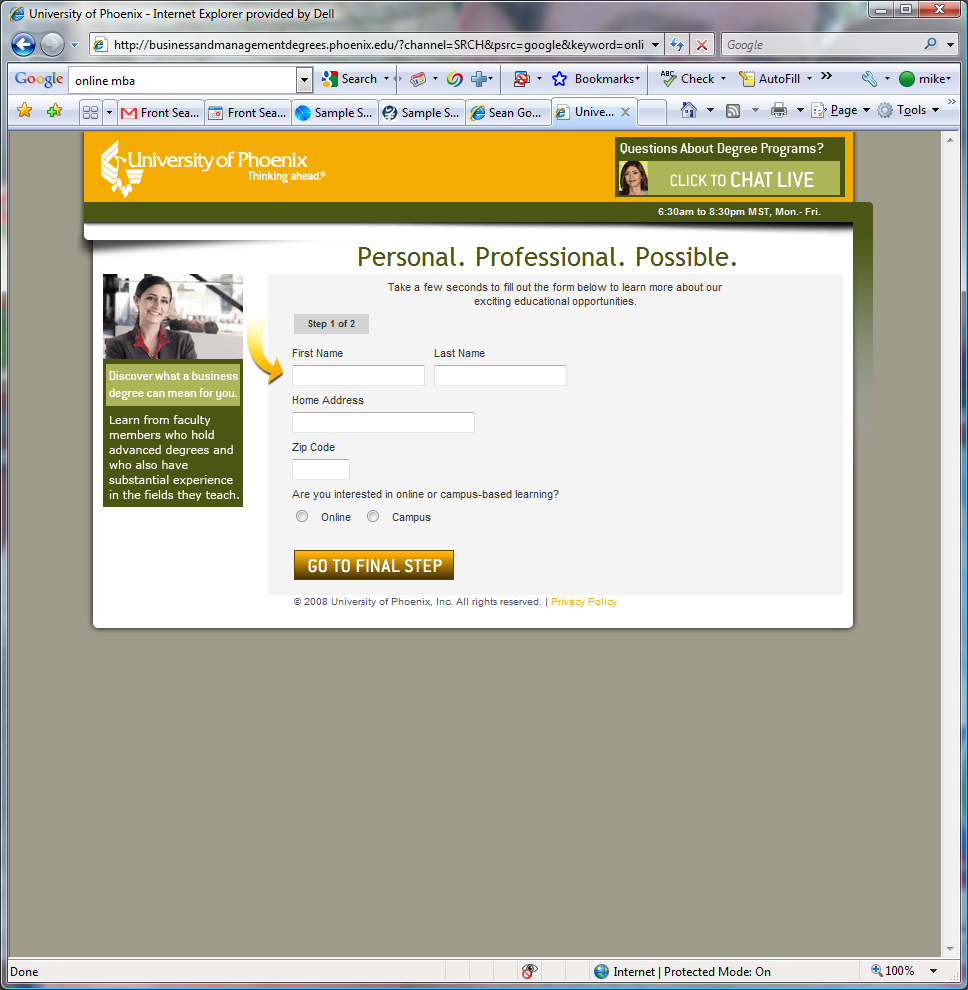 University of Phoenix - Internet Explorer provided by Dell
http://businessandmanagementdegrees.phoenix.edu/?channel=SRCH&psrc=google&keyword=onli
Google
Google online mba Search Bookmarks ABC Check AutoFill » mike
Front Sea... Front Sea... Sample S... Sample S... Sean Go... Unive... Page Tools »
University of Phoenix
Thinking ahead.®
Questions About Degree Programs?
CLICK TO CHAT LIVE
6:30am to 8:30pm MST, Mon.- Fri.
Personal. Professional. Possible.
Take a few seconds to fill out the form below to learn more about our
exciting educational opportunities.
Step 1 of 2
First Name Last Name
Home Address
Zip Code
Are you interested in online or campus-based learning?
Online Campus
GO TO FINAL STEP
© 2008 University of Phoenix, Inc. All rights reserved. | Privacy Policy
Discover what a business
degree can mean for you.
Learn from faculty
members who hold
advanced degrees and
who also have
substantial experience
in the fields they teach.
Done
Internet | Protected Mode: On
100%